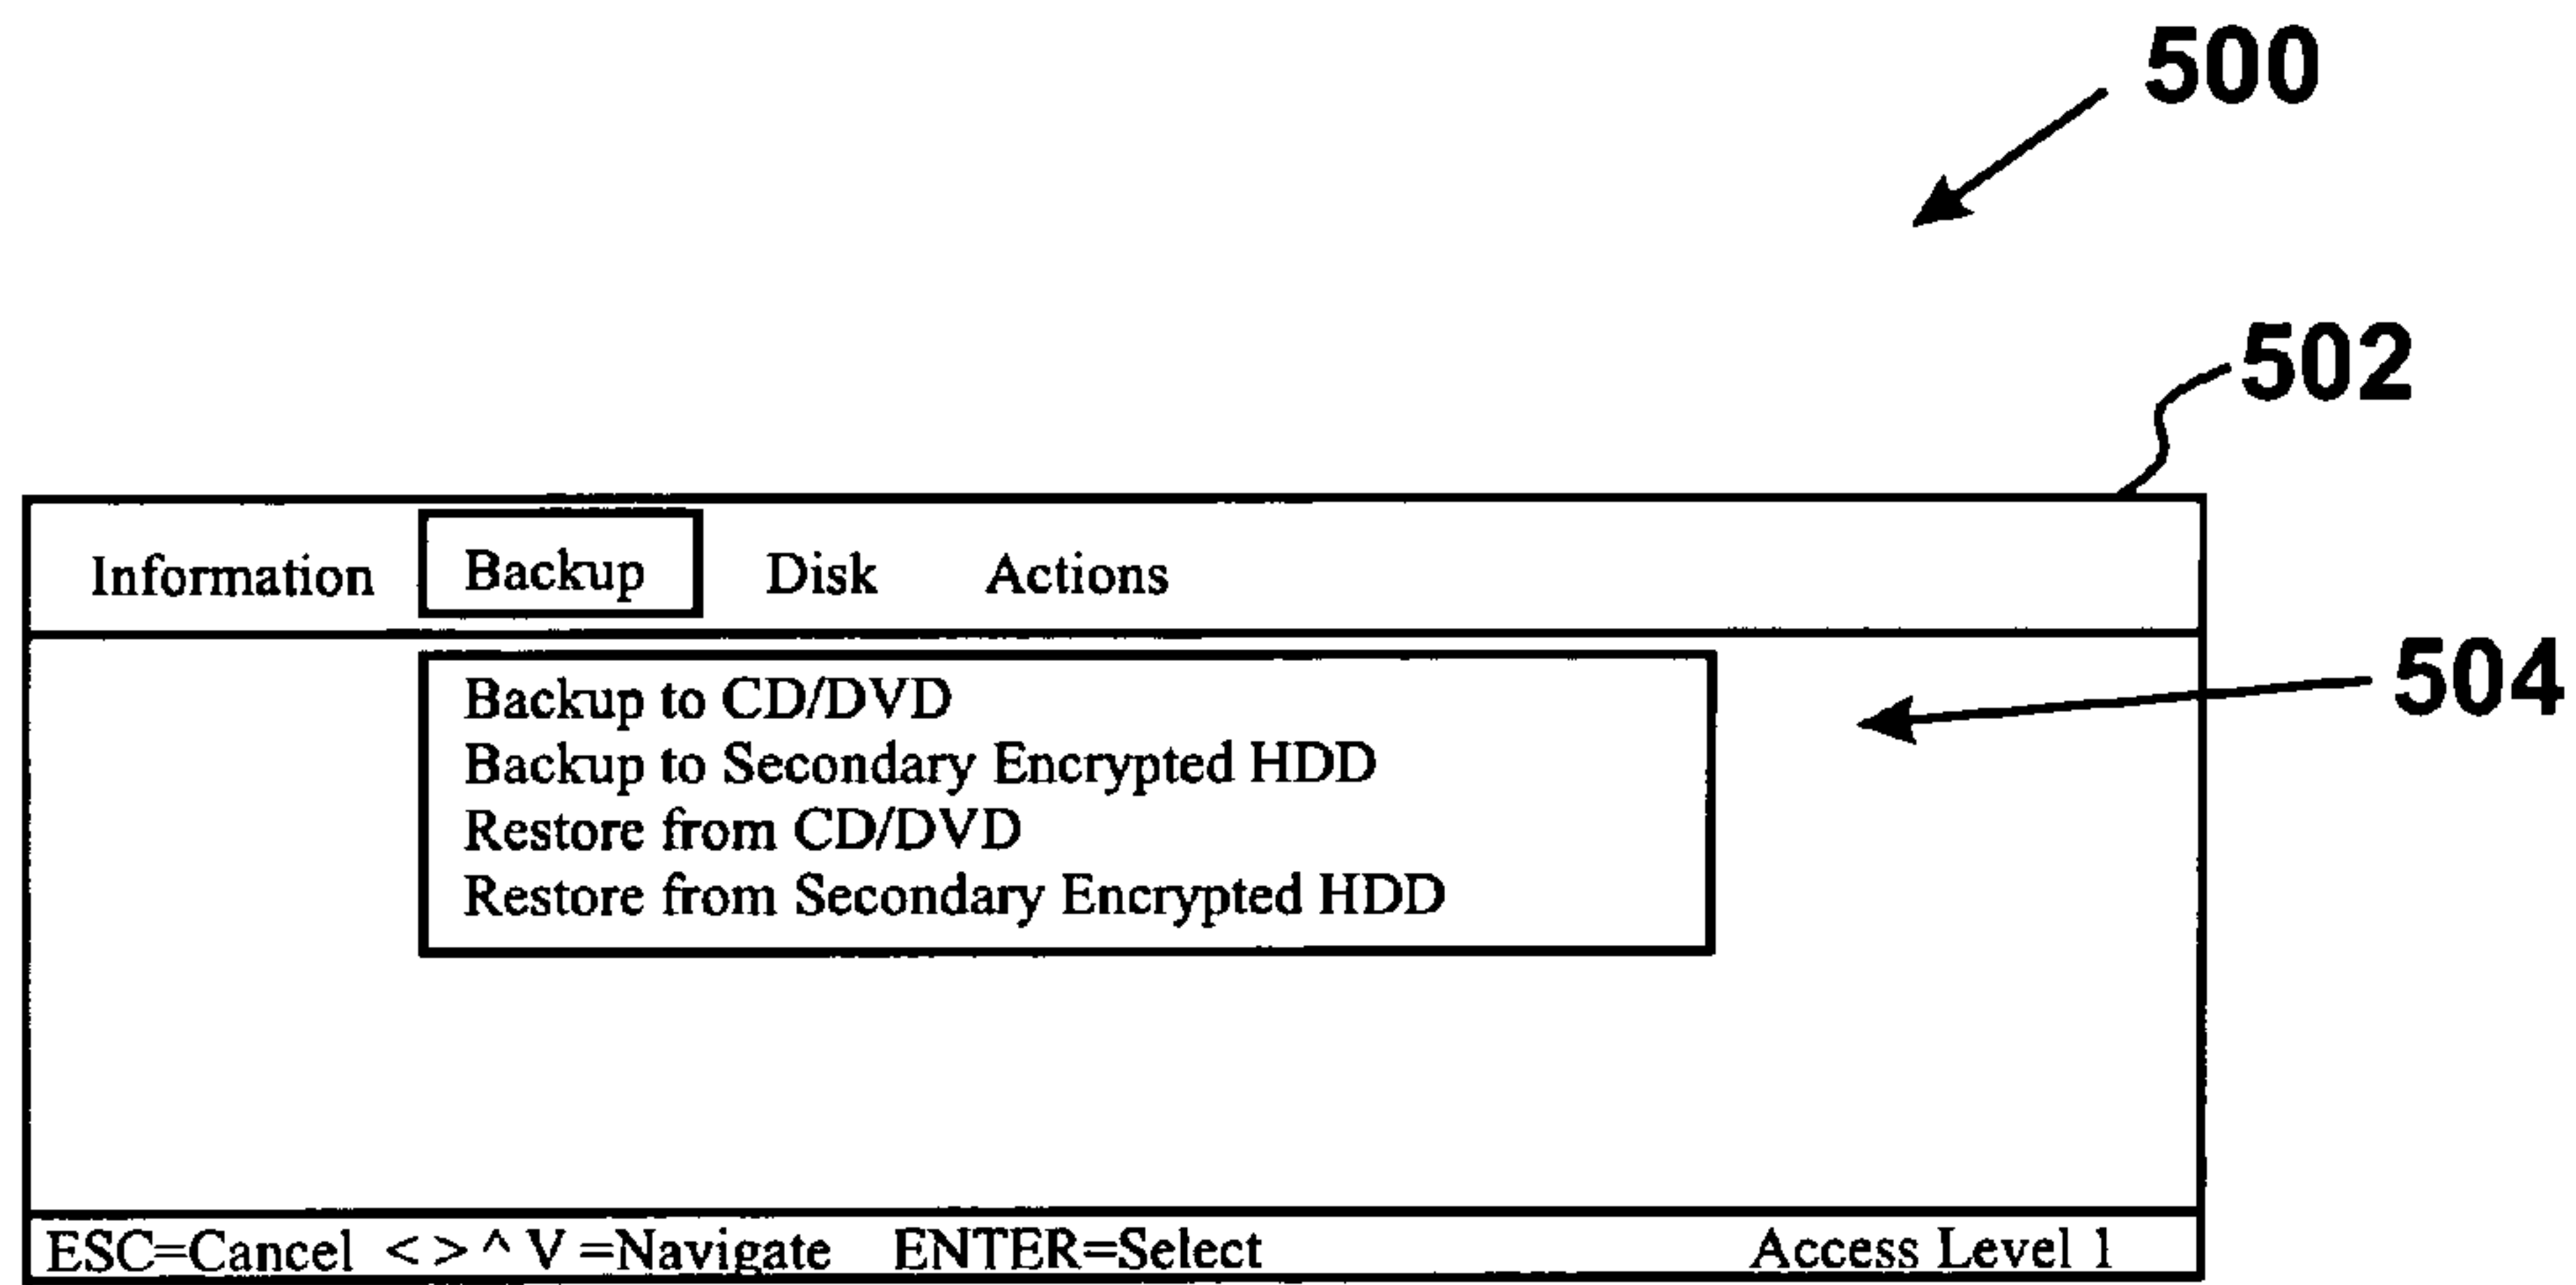 500
502
Information Backup Disk Actions
504
Backup to CD/DVD
Backup to Secondary Encrypted HDD
Restore from CD/DVD
Restore from Secondary Encrypted HDD
ESC=Cancel < > ^ V =Navigate ENTER=Select Access Level 1